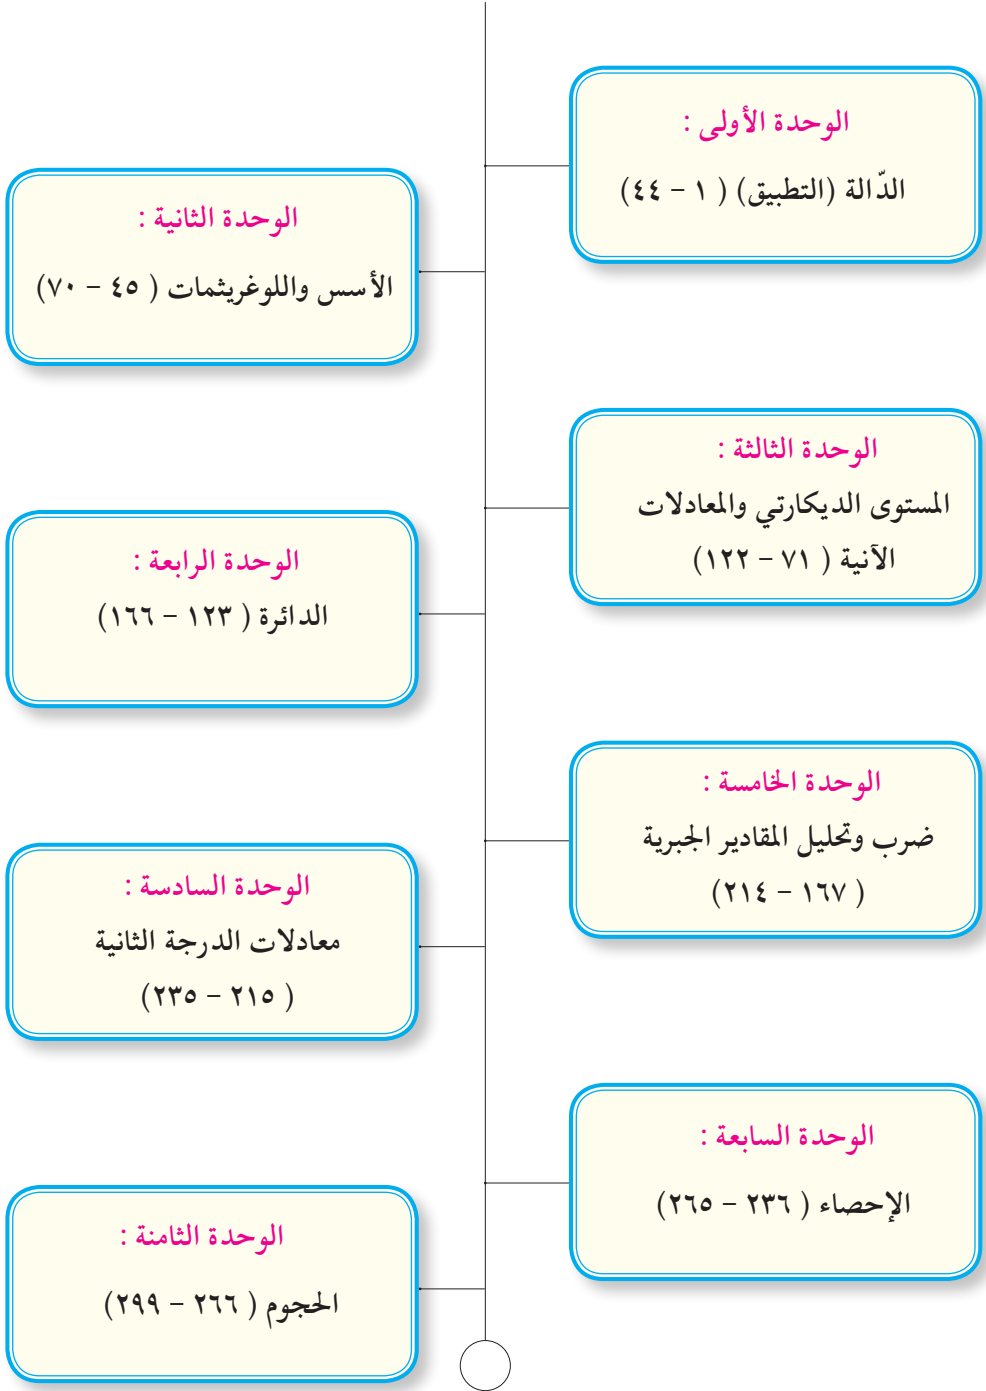 الوحدة الأولى :
الدّالة (التطبيق) ( ١ - ٤٤)
الوحدة الثانية :
الأسس واللوغريثمات ( ٤٥ - ٧٠)
الوحدة الثالثة :
المستوى الديكارتي والمعادلات
الآنية ( ٧١ - ١٢٢)
الوحدة الرابعة :
الدائرة ( ١٢٣ - ١٦٦)
الوحدة الخامسة :
ضرب وتحليل المقادير الجبرية
( ١٦٧ - ٢١٤)
الوحدة السادسة :
معادلات الدرجة الثانية
( ٢١٥ - ٢٣٥)
الوحدة السابعة :
الإحصاء ( ٢٣٦ - ٢٦٥)
الوحدة الثامنة :
الحجوم ( ٢٦٦ - ٢٩٩)